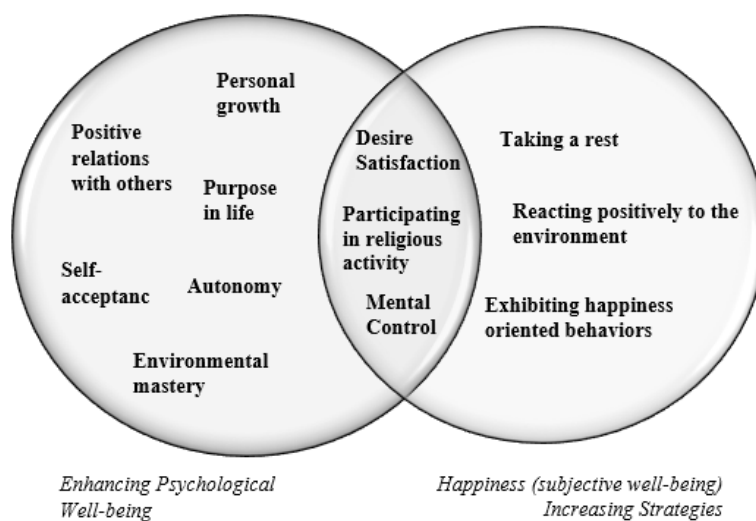 Personal
growth
Positive
relations
with others
Purpose
in life
Self-
acceptanc
Autonomy
Environmental
mastery
Desire
Satisfaction
Participating
in religious
activity
Mental
Control
Taking a rest
Reacting positively to the
environment
Exhibiting happiness
oriented behaviors
Enhancing Psychological
Well-being
Happiness (subjective well-being)
Increasing Strategies